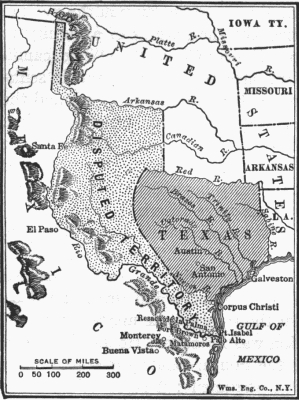 IOWA TY.
Platte R.
Missouri R.
UNITED
STATES
MISSOURI
Arkansas R.
Canadian R.
ARKANSAS
Santa Fe
DISPUTED
TERRITORY
Red R.
Brazos R.
Trinity R.
Colorado R.
LA.
TEXAS
El Paso
Rio
Grande
Austin
San
Antonio
Galveston
MEXICO
Corpus Christi
Resaca de la Palma
Fort Brown
Pt. Isabel
Palo Alto
Matamoros
Monterey
Buena Vista
GULF OF
MEXICO
SCALE OF MILES
0 50 100 200 300
Wms. Eng. Co., N.Y.